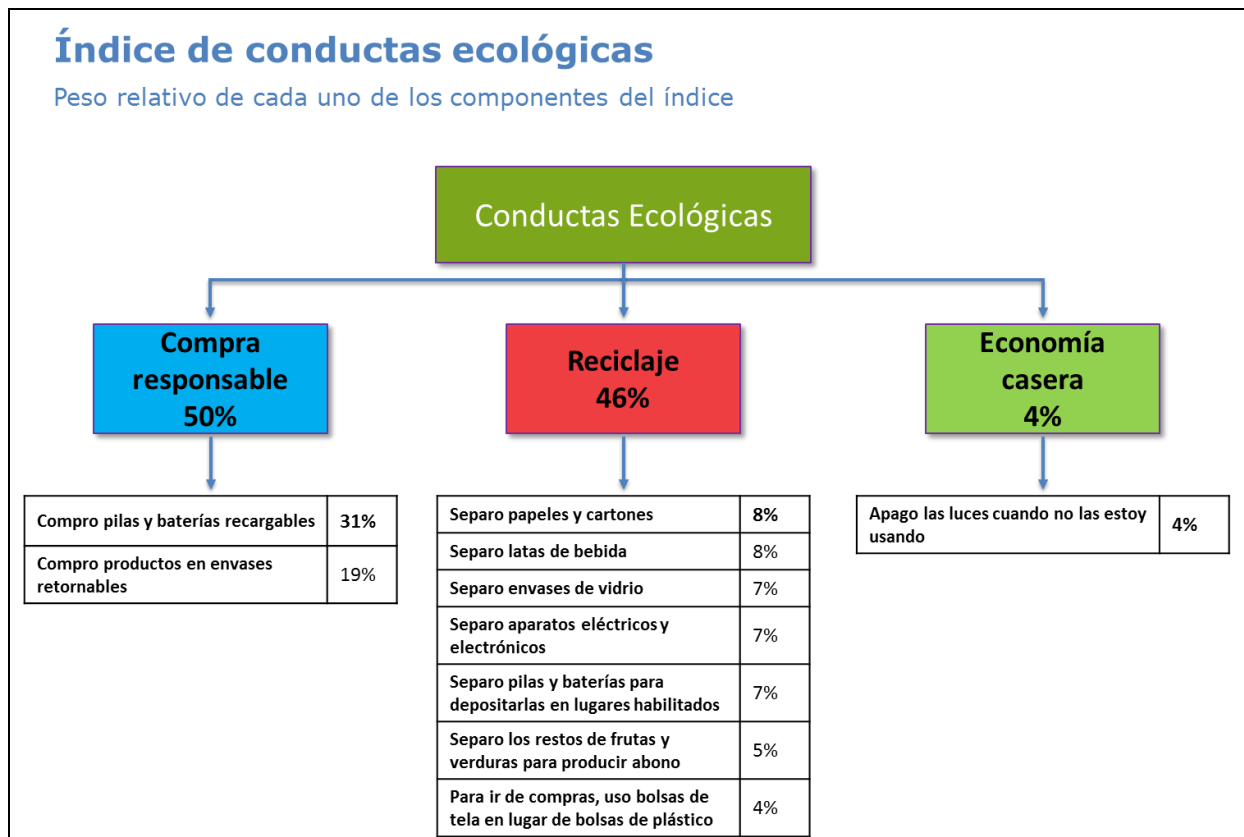 Índice de conductas ecológicas
Peso relativo de cada uno de los componentes del índice
Conductas Ecológicas
Compra
responsable
50%
Reciclaje
46%
Economía
casera
4%
Compro pilas y baterías recargables 31%
Compro productos en envases
retornables 19%
Separo papeles y cartones 8%
Separo latas de bebida 8%
Separo envases de vidrio 7%
Separo aparatos eléctricos y
electrónicos 7%
Separo pilas y baterías para
depositarlas en lugares habilitados 7%
Separo los restos de frutas y
verduras para producir abono 5%
Para ir de compras, uso bolsas de
tela en lugar de bolsas de plástico 4%
Apago las luces cuando no las estoy
usando 4%